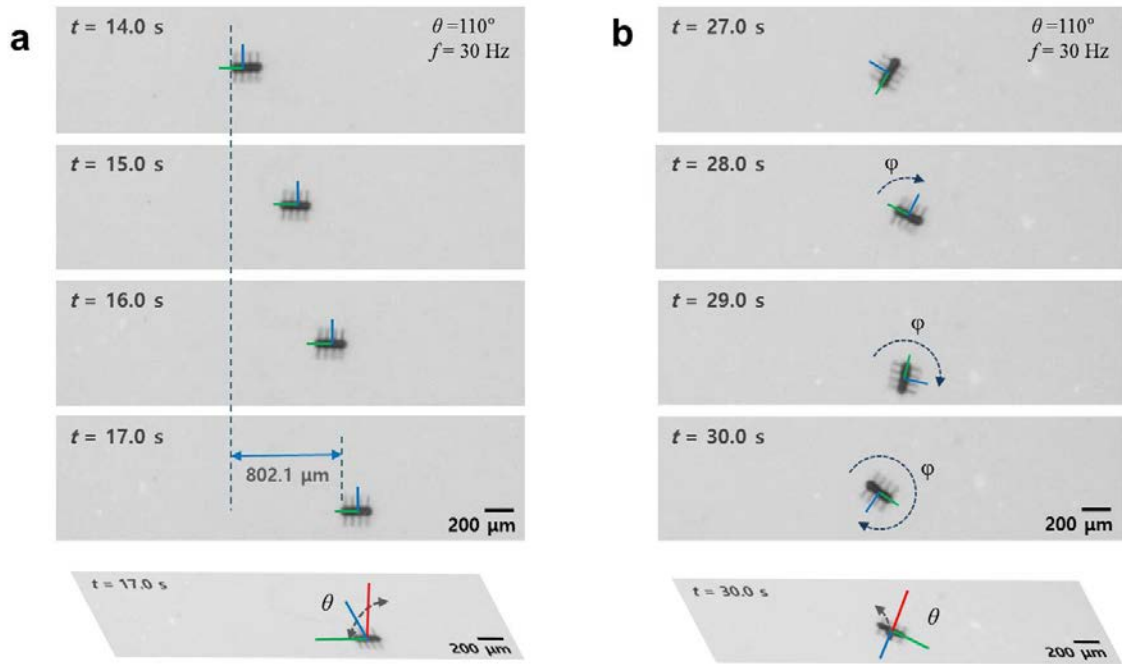 a
t = 14.0 s
θ =110°
f = 30 Hz
t = 15.0 s
t = 16.0 s
t = 17.0 s
802.1 μm
200 μm
t = 17.0 s
θ
200 μm
b
t = 27.0 s
θ =110°
f = 30 Hz
t = 28.0 s
φ
t = 29.0 s
φ
t = 30.0 s
φ
200 μm
t = 30.0 s
θ
200 μm